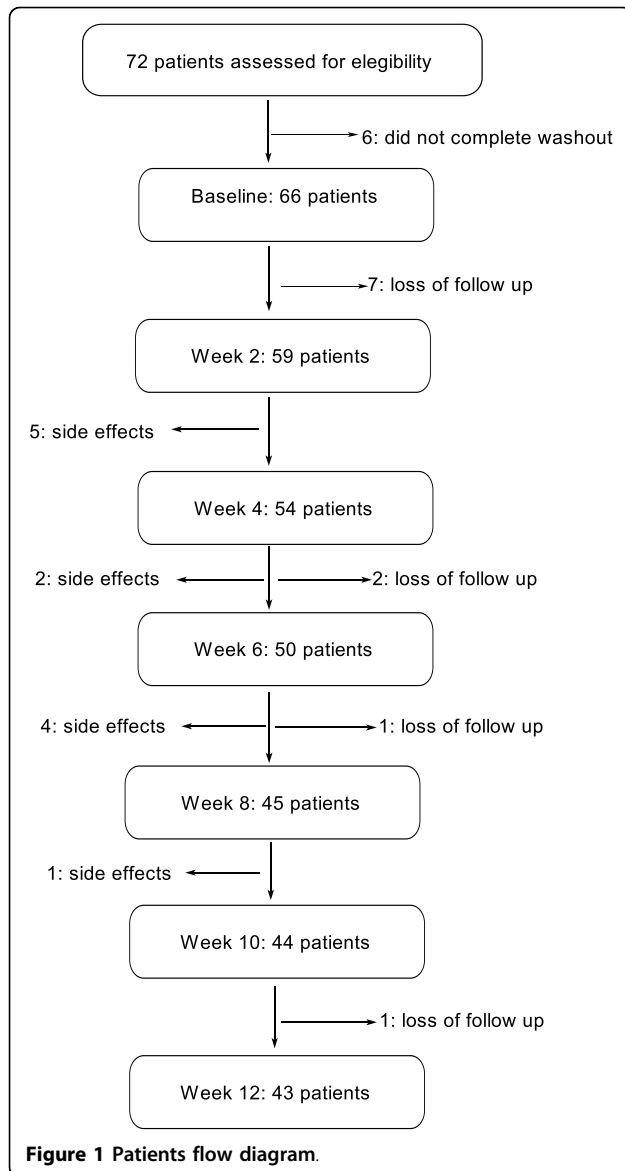 72 patients assessed for elegibility
6: did not complete washout
Baseline: 66 patients
7: loss of follow up
Week 2: 59 patients
5: side effects
Week 4: 54 patients
2: side effects
2: loss of follow up
Week 6: 50 patients
4: side effects
1: loss of follow up
Week 8: 45 patients
1: side effects
Week 10: 44 patients
1: loss of follow up
Week 12: 43 patients
Figure 1 Patients flow diagram.